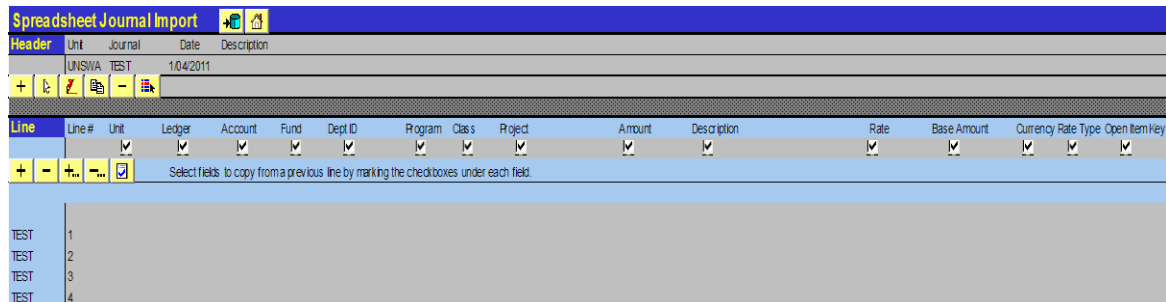 Spreadsheet Journal Import
Header Unit Journal Date Description
UNSWA TEST 1/04/2011
Line Line # Unit Ledger Account Fund Dept ID Program Class Project Amount Description Rate Base Amount Currency Rate Type Open Item Key
Select fields to copy from a previous line by marking the checkboxes under each field.
TEST 1
TEST 2
TEST 3
TEST 4